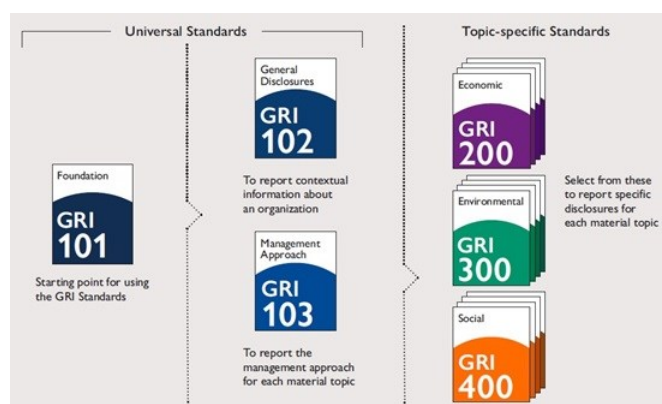 Universal Standards
Topic-specific Standards
Foundation
GRI
101
Starting point for using
the GRI Standards
General
Disclosures
GRI
102
To report contextual
information about
an organization
Management
Approach
GRI
103
To report the
management approach
for each material topic
Economic
GRI
200
Environmental
GRI
300
Social
GRI
400
Select from these
to report specific
disclosures for
each material topic